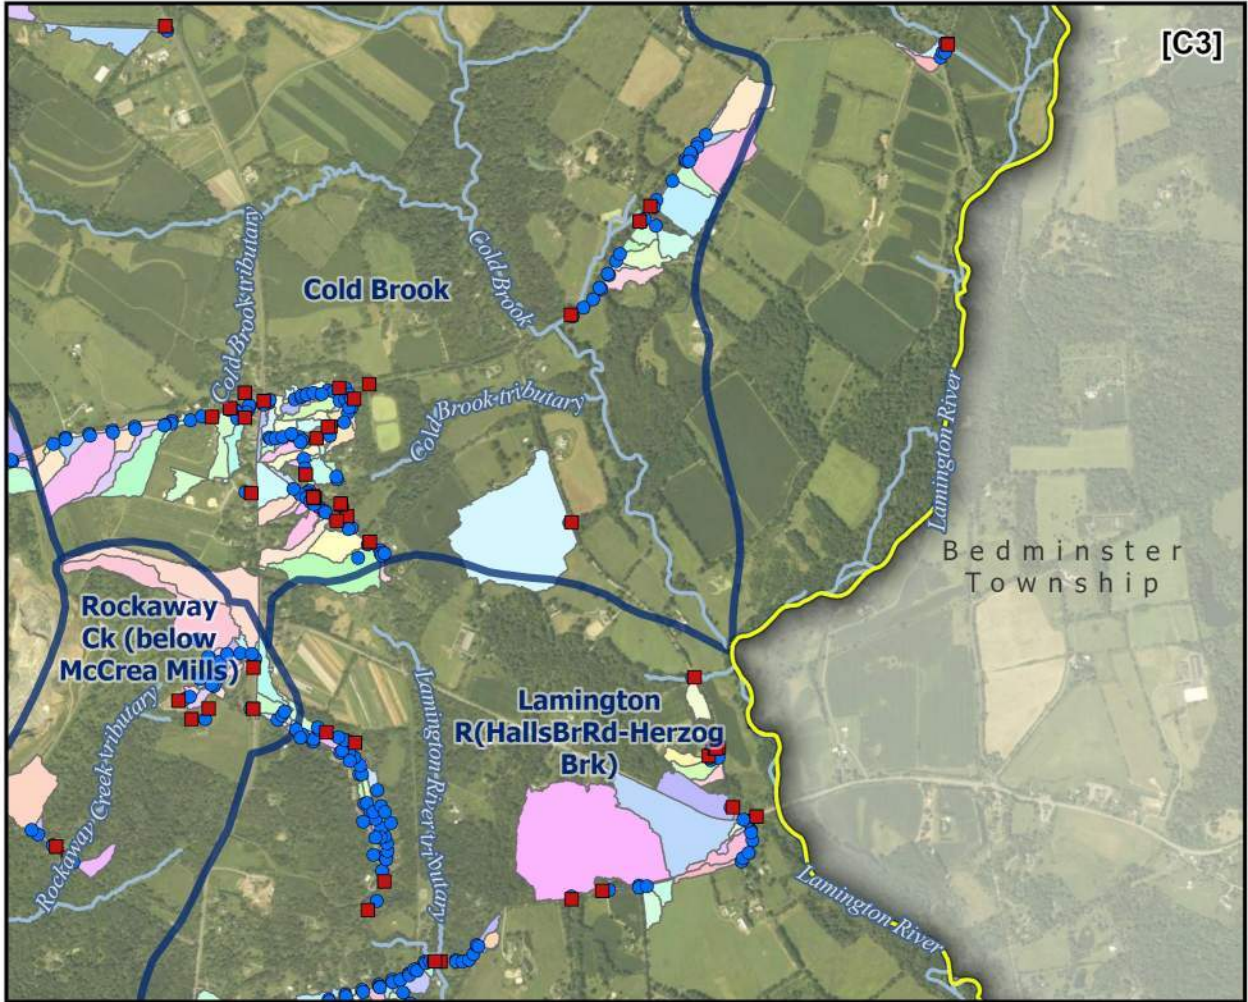 [C3]
Cold Brook tributary
Cold Brook
Cold Brook
Cold Brook tributary
Lamington River
Bedminster
Township
Rockaway
Ck (below
McCrea Mills)
Lamington River tributary
Lamington
R(HallsBrRd-Herzog
Brk)
Rockaway Creek tributary
Lamington River